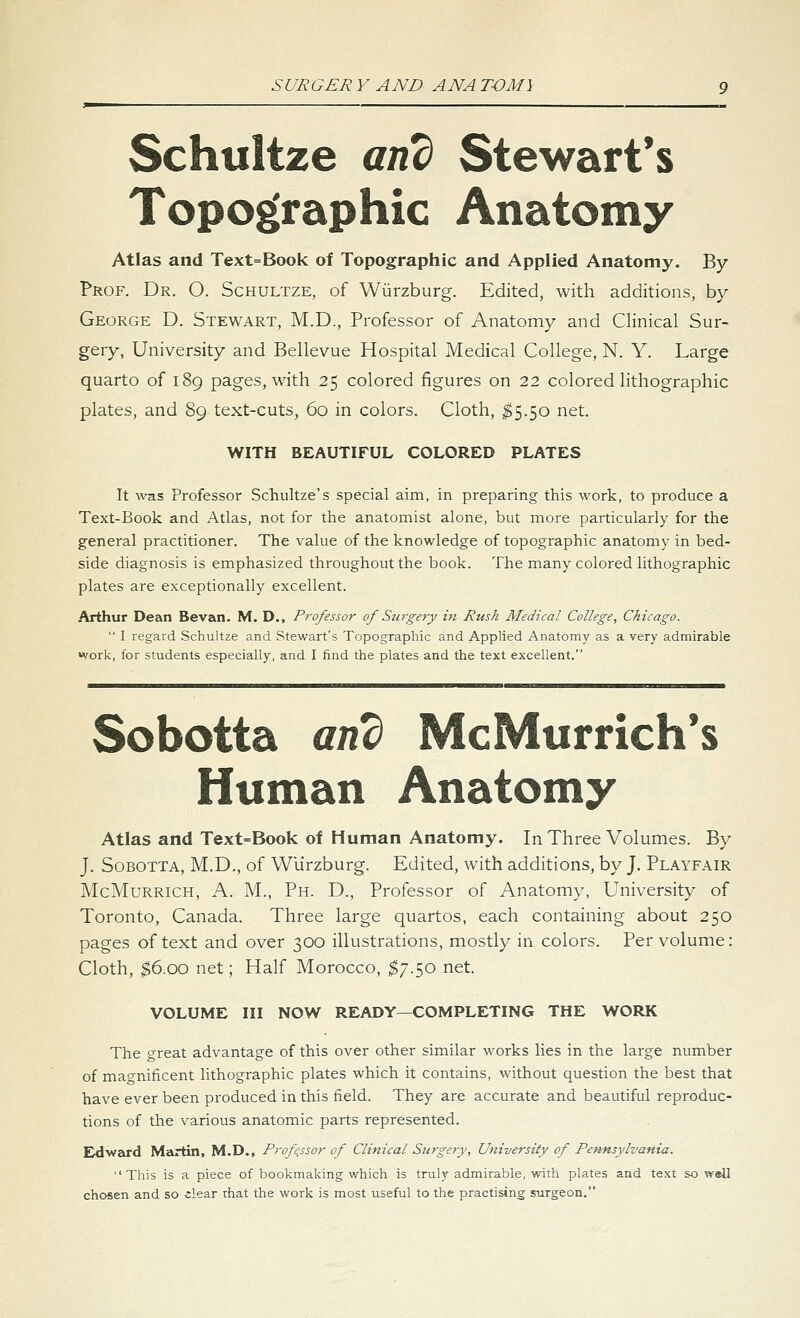 SURGERY AND ANATOMY 9
Schultze and Stewart's
Topographic Anatomy
Atlas and Text=Book of Topographic and Applied Anatomy. By
PROF. DR. O. SCHULTZE, of Würzburg. Edited, with additions, by
GEORGE D. STEWART, M.D., Professor of Anatomy and Clinical Sur-
gery, University and Bellevue Hospital Medical College, N. Y. Large
quarto of 189 pages, with 25 colored figures on 22 colored lithographic
plates, and 89 text-cuts, 60 in colors. Cloth, $5.50 net.
WITH BEAUTIFUL COLORED PLATES
It was Professor Schultze's special aim, in preparing this work, to produce a
Text-Book and Atlas, not for the anatomist alone, but more particularly for the
general practitioner. The value of the knowledge of topographic anatomy in bed-
side diagnosis is emphasized throughout the book. The many colored lithographic
plates are exceptionally excellent.
Arthur Dean Bevan. M. D., Professor of Surgery in Rush Medical College, Chicago.
"I regard Schultze and Stewart's Topographic and Applied Anatomy as a very admirable
work, for students especially, and I find the plates and the text excellent."
Sobotta and McMurrich's
Human Anatomy
Atlas and Text=Book of Human Anatomy. In Three Volumes. By
J. SOBOTTA, M.D., of Würzburg. Edited, with additions, by J. PLAYFAIR
MCMURRICH, A. M., PH. D., Professor of Anatomy, University of
Toronto, Canada. Three large quartos, each containing about 250
pages of text and over 300 illustrations, mostly in colors. Per volume:
Cloth, $6.00 net; Half Morocco, $7.50 net.
VOLUME III NOW READY—COMPLETING THE WORK
The great advantage of this over other similar works lies in the large number
of magnificent lithographic plates which it contains, without question the best that
have ever been produced in this field. They are accurate and beautiful reproduc-
tions of the various anatomic parts represented.
Edward Martin, M.D., Professor of Clinical Surgery, University of Pennsylvania.
"This is a piece of bookmaking which is truly admirable, with plates and text so well
chosen and so clear that the work is most useful to the practising surgeon."